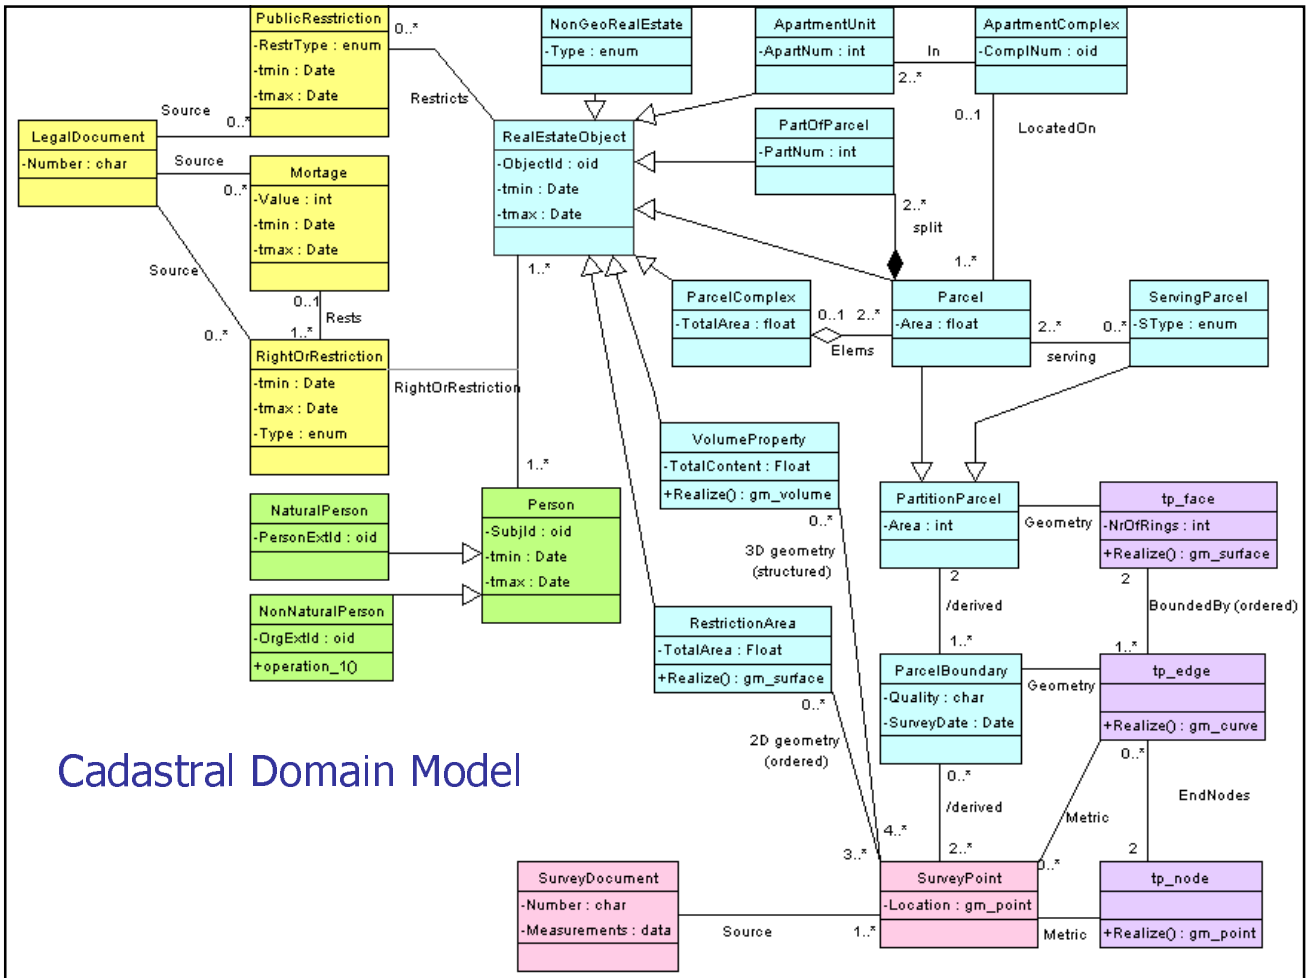 PublicResstriction
-RestrType : enum
-tmin : Date
-tmax : Date
0..*
Restricts
Source
0..*
LegalDocument
-Number : char
Source
0..*
Mortage
-Value : int
-tmin : Date
-tmax : Date
Source
0..*
0..1
Rests
1..*
RightOrRestriction
-tmin : Date
-tmax : Date
-Type : enum
RightOrRestriction
NonGeoRealEstate
-Type : enum
ApartmentUnit
-ApartNum : int
In
2..*
ApartmentComplex
-ComplNum : oid
0..1
LocatedOn
1..*
RealEstateObject
-ObjectId : oid
-tmin : Date
-tmax : Date
1..*
PartOfParcel
-PartNum : int
2..*
split
ParcelComplex
-TotalArea : float
0..1
2..*
Elems
Parcel
-Area : float
2..*
0..*
serving
ServingParcel
-SType : enum
VolumeProperty
-TotalContent : Float
+Realize() : gm_volume
0..*
3D geometry
(structured)
PartitionParcel
-Area : int
Geometry
tp_face
-NrOfRings : int
+Realize() : gm_surface
2
/derived
1..*
2
BoundedBy (ordered)
1..*
1..*
NaturalPerson
-PersonExtId : oid
Person
-SubjId : oid
-tmin : Date
-tmax : Date
NonNaturalPerson
-OrgExtId : oid
+operation_1()
RestrictionArea
-TotalArea : Float
+Realize() : gm_surface
0..*
2D geometry
(ordered)
ParcelBoundary
-Quality : char
-SurveyDate : Date
Geometry
tp_edge
+Realize() : gm_curve
0..*
EndNodes
2
0..*
/derived
2..*
Metric
0..*
4..*
3..*
Cadastral Domain Model
SurveyDocument
-Number : char
-Measurements : data
Source
1..*
SurveyPoint
-Location : gm_point
Metric
tp_node
+Realize() : gm_point